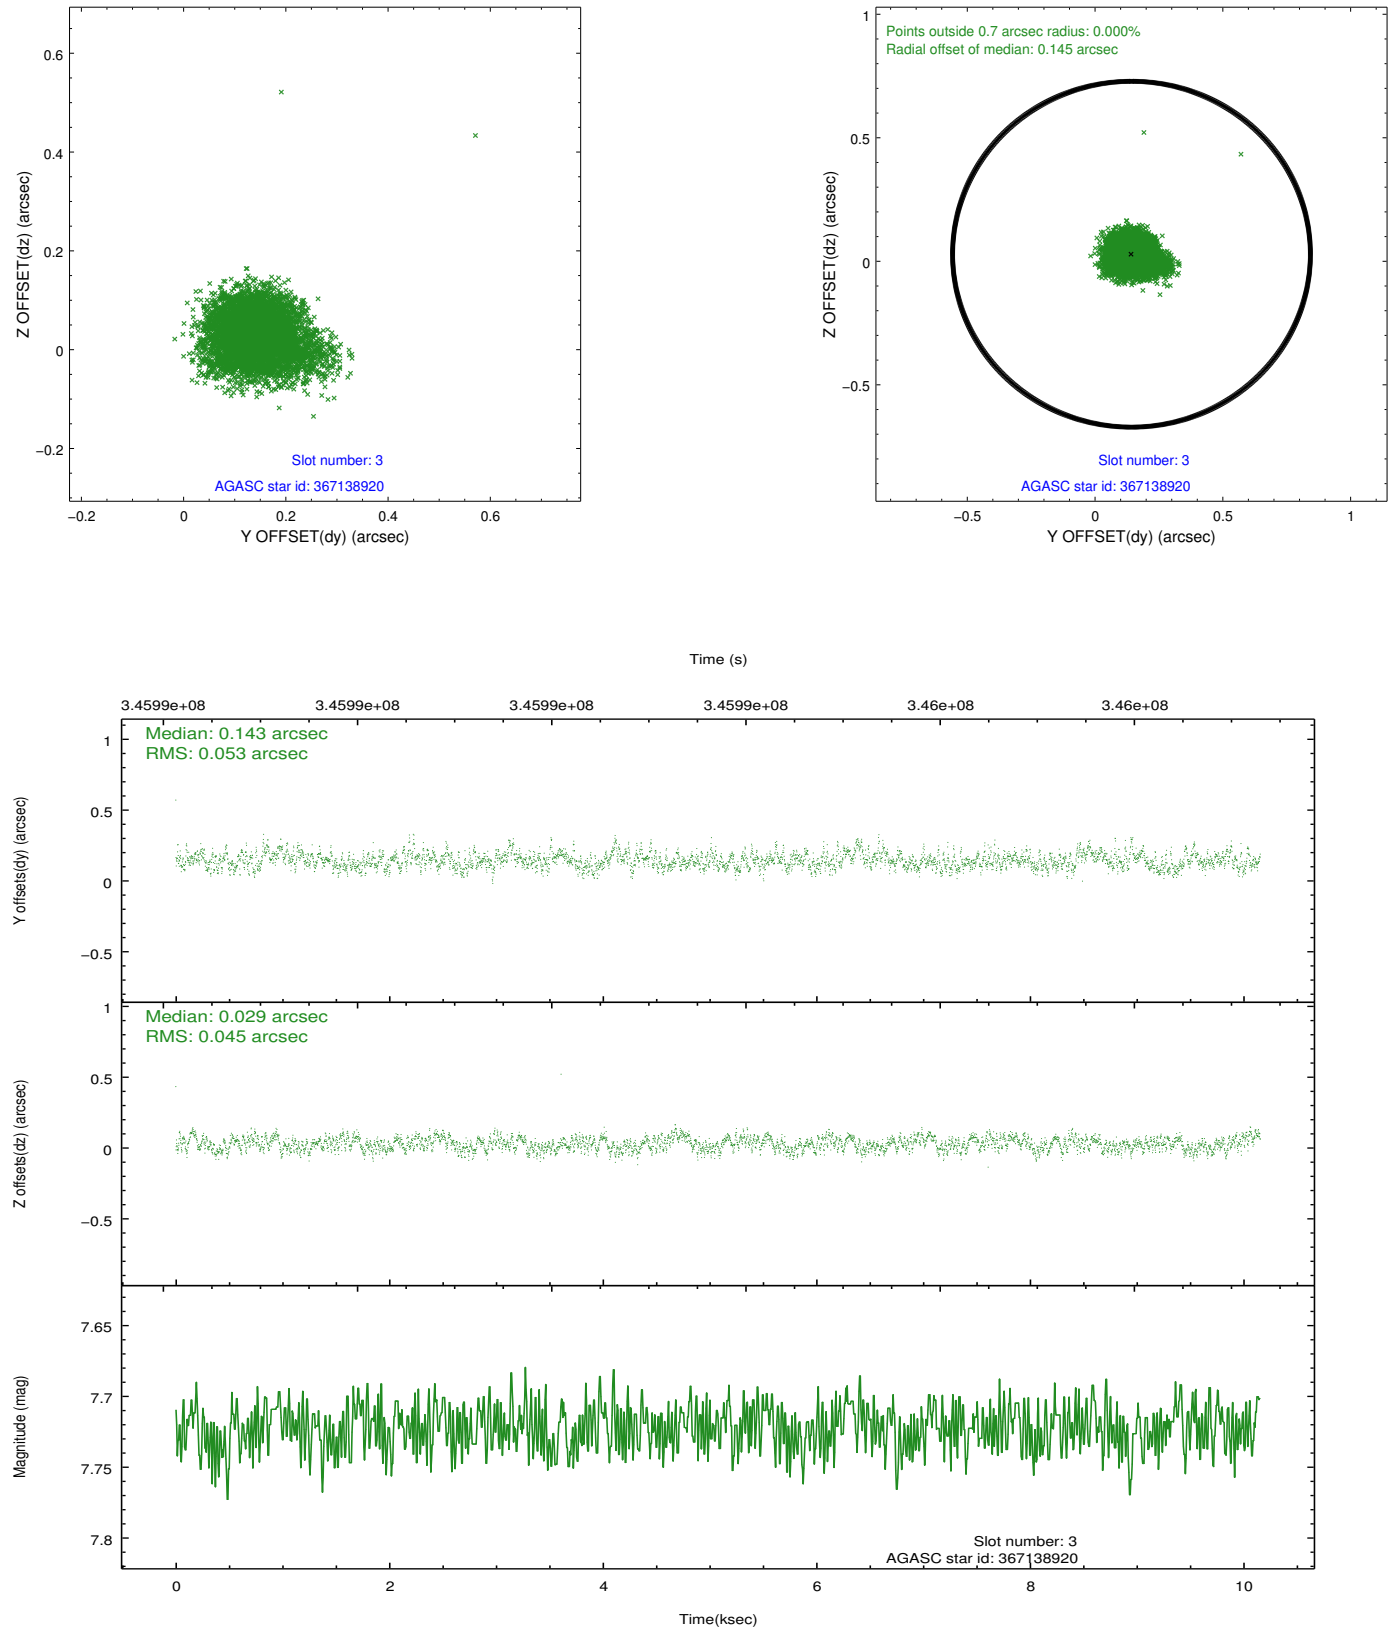 0.6
0.4
0.2
0
−0.2
Z OFFSET(dz) (arcsec)
Slot number: 3
AGASC star id: 367138920
−0.2 0 0.2 0.4 0.6
Y OFFSET(dy) (arcsec)
Points outside 0.7 arcsec radius: 0.000%
Radial offset of median: 0.145 arcsec
1
0.5
0
−0.5
Z OFFSET(dz) (arcsec)
Slot number: 3
AGASC star id: 367138920
−0.5 0 0.5 1
Y OFFSET(dy) (arcsec)
Time (s)
3.4599e+08 3.4599e+08 3.4599e+08 3.4599e+08 3.46e+08 3.46e+08
Median: 0.143 arcsec
RMS: 0.053 arcsec
1
0.5
0
−0.5
Y offsets(dy) (arcsec)
Median: 0.029 arcsec
RMS: 0.045 arcsec
1
0.5
0
−0.5
Z offsets(dz) (arcsec)
7.65
7.7
7.75
7.8
Magnitude (mag)
Slot number: 3
AGASC star id: 367138920
0 2 4 6 8 10
Time(ksec)